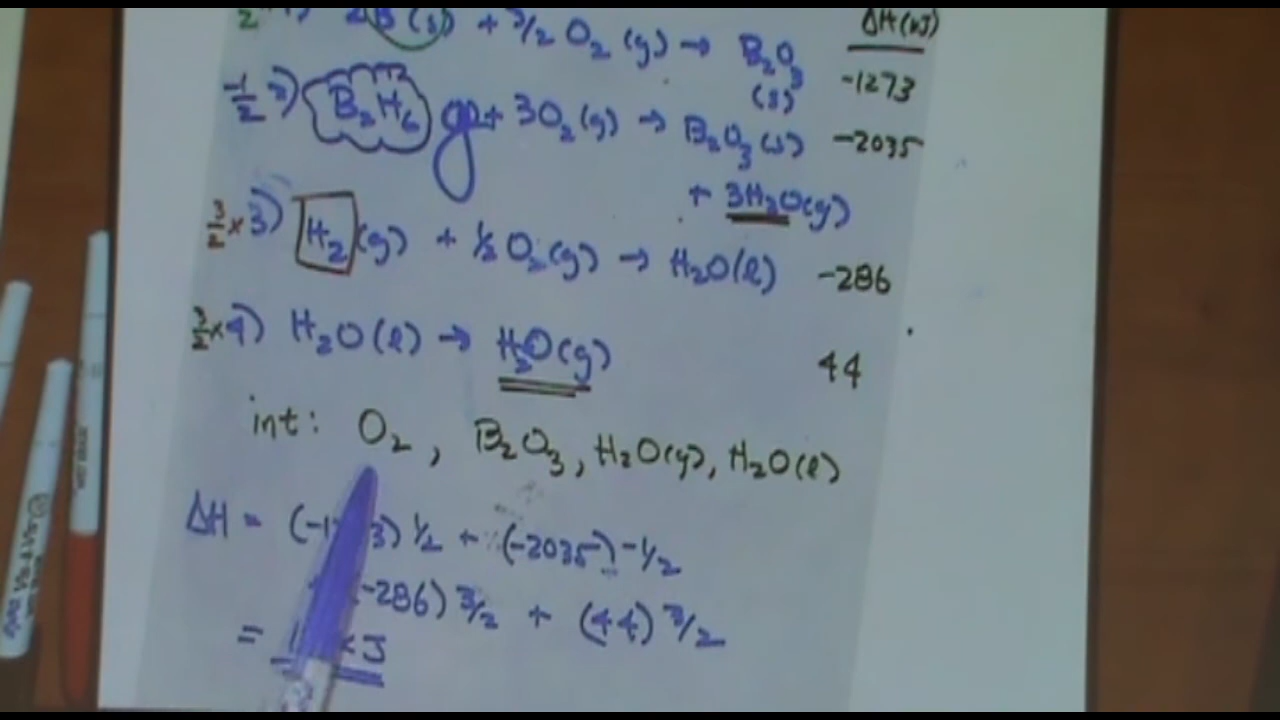 ΔH(kJ)
B (s) + 3/2 O₂ (g) → B₂O₃ (s) -1273
-1/2 2) B₂H₆ g + 3O₂(g) → B₂O₃(s) -2035
+ 3H₂O(g)
3/2 × 3) H₂(g) + 1/2 O₂(g) → H₂O(l) -286
3/2 × 4) H₂O(l) → H₂O(g) 44
int: O₂, B₂O₃, H₂O(g), H₂O(l)
ΔH = 1/2 + (-2035) -1/2
-286) 3/2 + (44) 3/2
= kJ